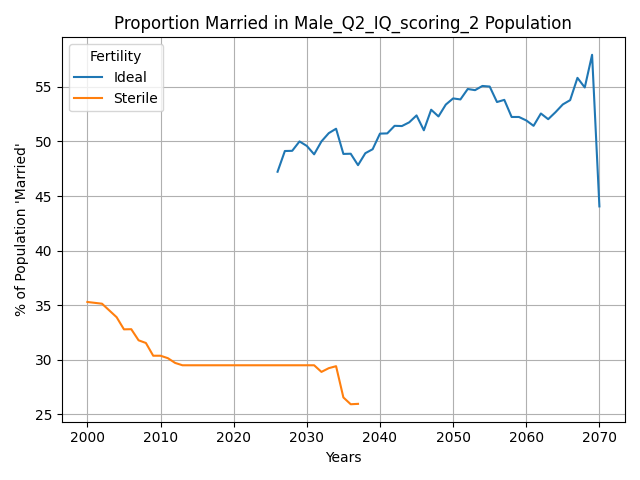 Proportion Married in Male_Q2_IQ_scoring_2 Population
Fertility
Ideal
Sterile
% of Population 'Married'
55
50
45
40
35
30
25
2000 2010 2020 2030 2040 2050 2060 2070
Years